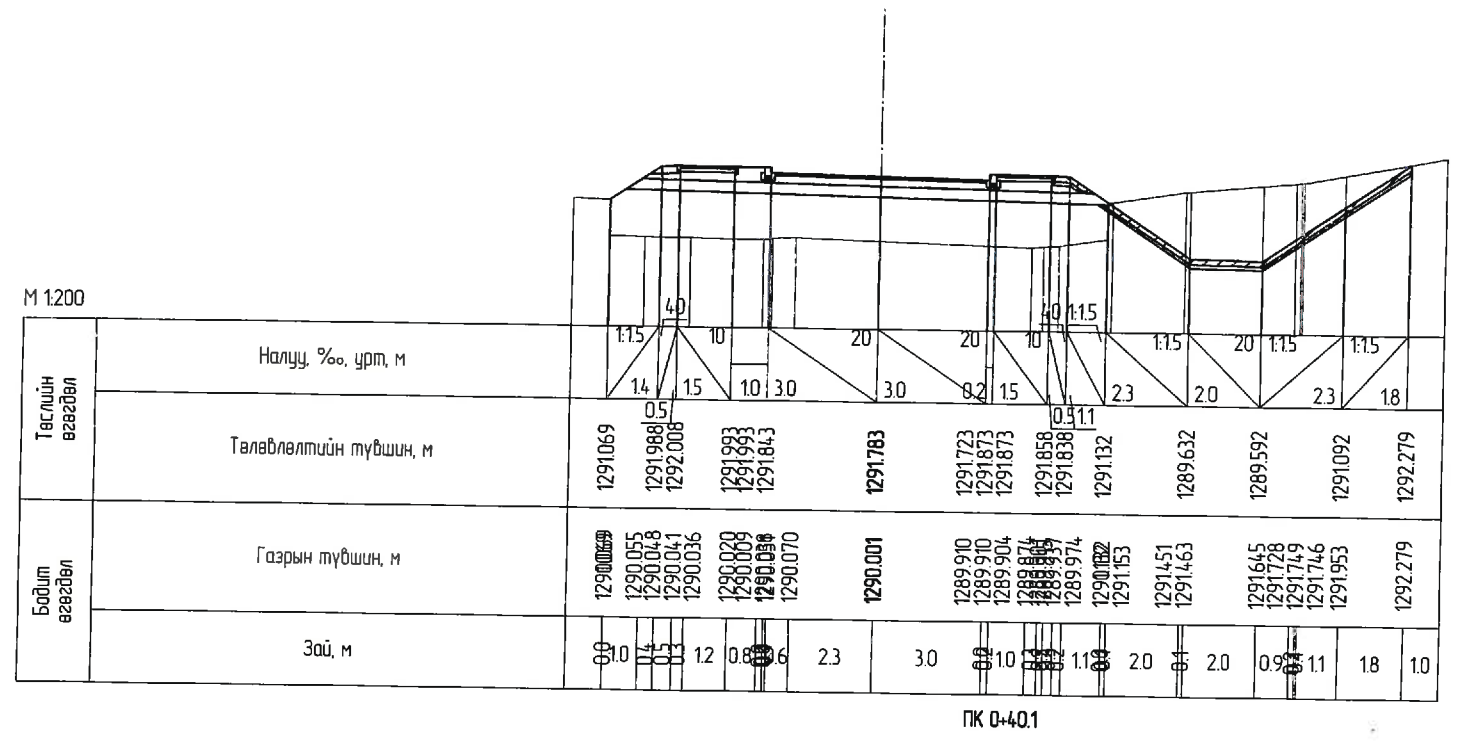 М 1:200
Төслийн өгөгдөл
Налуу, ‰, урт, м
1:1.5 40 10 20 20 10 40 1:1.5 1:1.5 20 1:1.5 1:1.5
1.4 0.5 1.5 1.0 3.0 3.0 0.2 1.5 0.5 1.1 2.3 2.0 2.3 1.8
Төлөвлөлтийн түвшин, м
1291.069 1291.988 1292.008 1291.993 1291.993 1291.843 1291.783 1291.723 1291.873 1291.873 1291.858 1291.838 1291.132 1289.632 1289.592 1291.092 1292.279
Бодит өгөгдөл
Газрын түвшин, м
1290.055 1290.048 1290.041 1290.036 1290.020 1290.009 1290.070 1290.001 1289.910 1289.910 1289.904 1289.874 1289.937 1289.974 1291.153 1291.451 1291.463 1291.645 1291.728 1291.749 1291.746 1291.953 1292.279
Зай, м
0.0 1.0 0.4 0.5 0.3 1.2 0.8 0.6 2.3 3.0 0.2 1.0 0.2 1.1 2.0 0.1 2.0 0.9 1.1 1.8 1.0
ПК 0+40.1